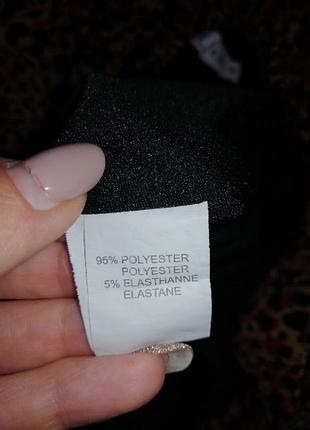 95% POLYESTER
POLYESTER
5% ELASTHANNE
ELASTANE